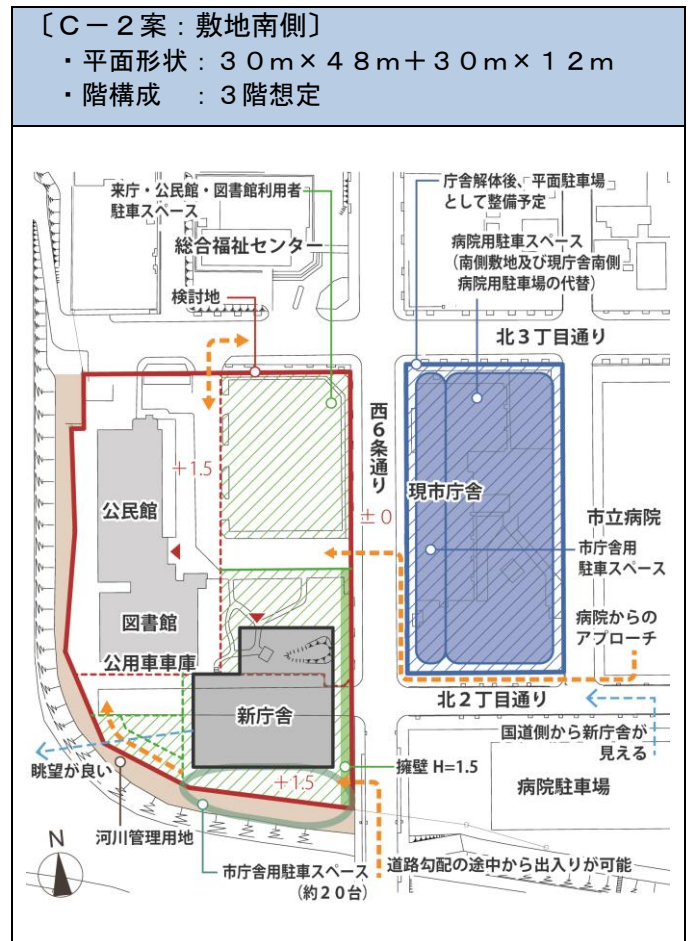 〔C－2案：敷地南側〕
・平面形状：30m×48m＋30m×12m
・階構成　：3階想定
来庁・公民館・図書館利用者
駐車スペース
総合福祉センター
検討地
庁舎解体後、平面駐車場
として整備予定
病院用駐車スペース
（南側敷地及び現庁舎南側
病院用駐車場の代替）
北3丁目通り
西6条通り
＋1.5
±0
公民館
現市庁舎
市立病院
市庁舎用
駐車スペース
図書館
病院からの
アプローチ
公用車車庫
新庁舎
北2丁目通り
国道側から新庁舎が
見える
眺望が良い
＋1.5
擁壁 H=1.5
病院駐車場
河川管理用地
N
市庁舎用駐車スペース
（約20台）
道路勾配の途中から出入りが可能